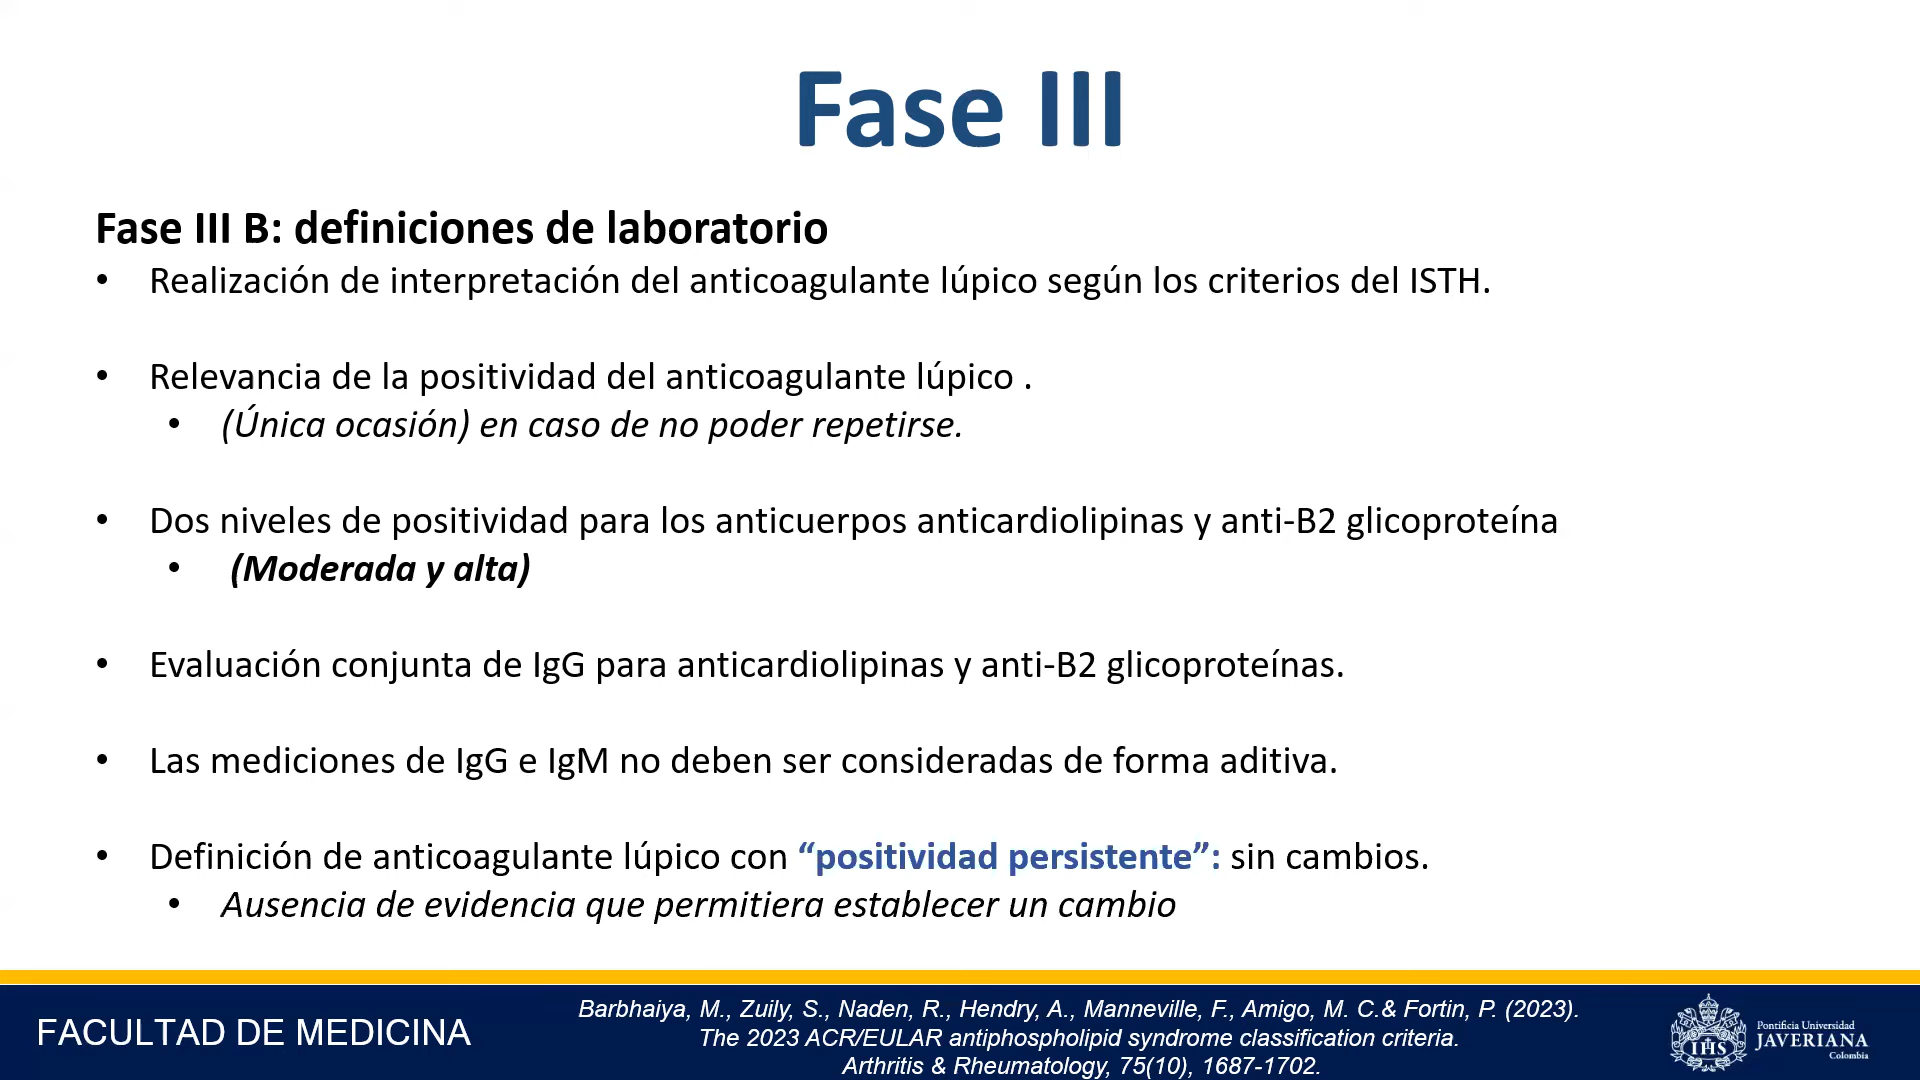 Fase III
Fase III B: definiciones de laboratorio
• Realización de interpretación del anticoagulante lúpico según los criterios del ISTH.
• Relevancia de la positividad del anticoagulante lúpico .
• (Única ocasión) en caso de no poder repetirse.
• Dos niveles de positividad para los anticuerpos anticardiolipinas y anti-B2 glicoproteína
• (Moderada y alta)
• Evaluación conjunta de IgG para anticardiolipinas y anti-B2 glicoproteínas.
• Las mediciones de IgG e IgM no deben ser consideradas de forma aditiva.
• Definición de anticoagulante lúpico con “positividad persistente”: sin cambios.
• Ausencia de evidencia que permitiera establecer un cambio
FACULTAD DE MEDICINA
Barbhaiya, M., Zuily, S., Naden, R., Hendry, A., Manneville, F., Amigo, M. C.& Fortin, P. (2023).
The 2023 ACR/EULAR antiphospholipid syndrome classification criteria.
Arthritis & Rheumatology, 75(10), 1687-1702.
IHS
Pontificia Universidad
JAVERIANA
Colombia